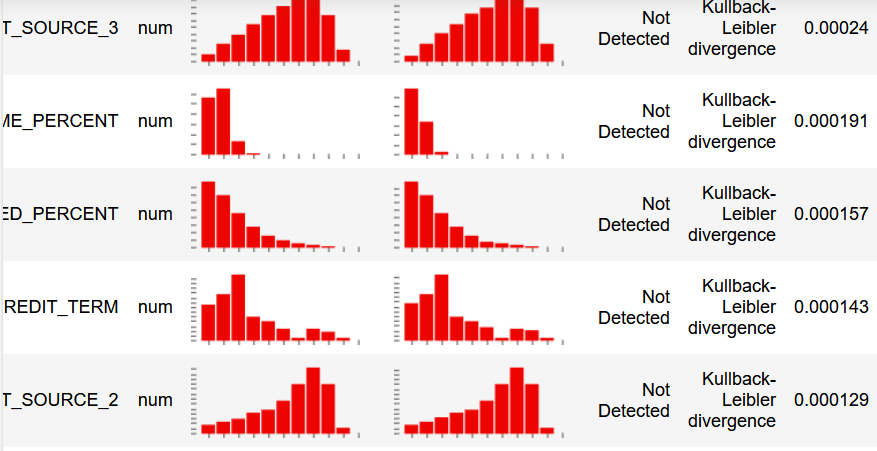 T_SOURCE_3 num Not Detected Kullback-Leibler divergence 0.00024
ME_PERCENT num Not Detected Kullback-Leibler divergence 0.000191
ED_PERCENT num Not Detected Kullback-Leibler divergence 0.000157
REDIT_TERM num Not Detected Kullback-Leibler divergence 0.000143
T_SOURCE_2 num Not Detected Kullback-Leibler divergence 0.000129